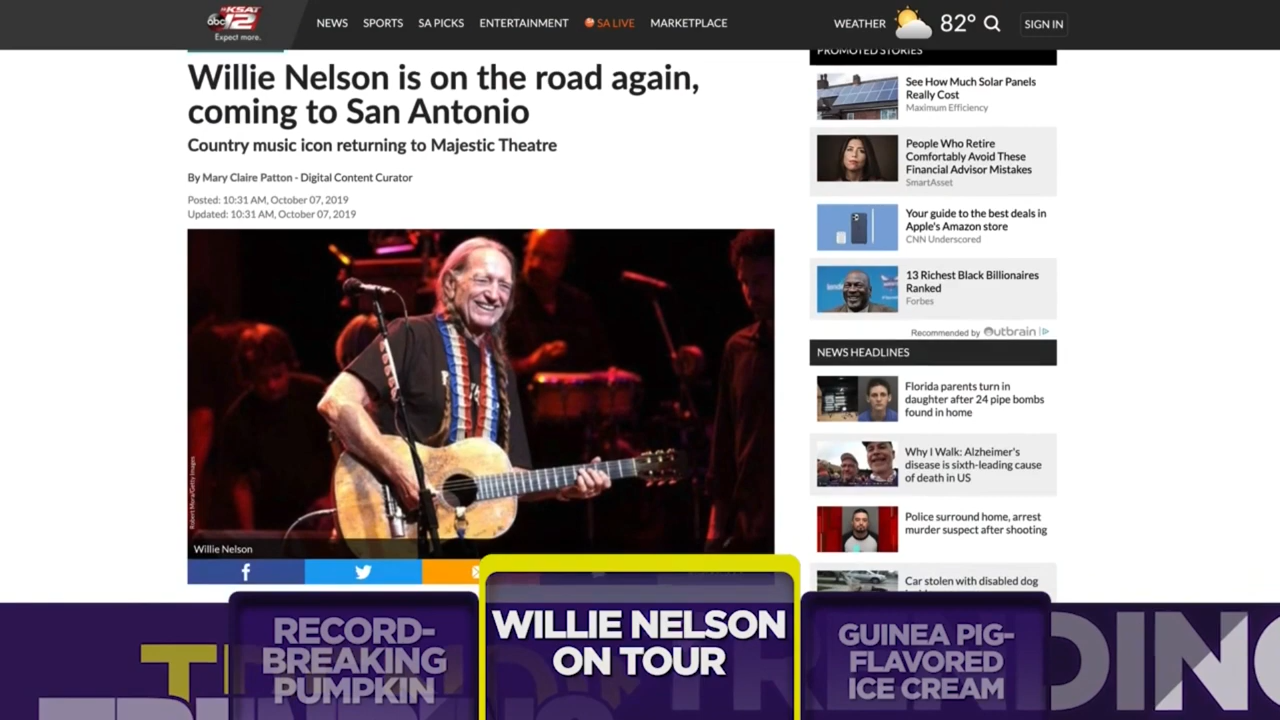 KSAT
abc 12
Expect more.
NEWS SPORTS SA PICKS ENTERTAINMENT SA LIVE MARKETPLACE
WEATHER 82° SIGN IN
Willie Nelson is on the road again,
coming to San Antonio
Country music icon returning to Majestic Theatre
By Mary Claire Patton - Digital Content Curator
Posted: 10:31 AM, October 07, 2019
Updated: 10:31 AM, October 07, 2019
Robert Mora/Getty Images
Willie Nelson
PROMOTED STORIES
See How Much Solar Panels
Really Cost
Maximum Efficiency
People Who Retire
Comfortably Avoid These
Financial Advisor Mistakes
SmartAsset
Your guide to the best deals in
Apple's Amazon store
CNN Underscored
13 Richest Black Billionaires
Ranked
Forbes
Recommended by Outbrain
NEWS HEADLINES
Florida parents turn in
daughter after 24 pipe bombs
found in home
Why I Walk: Alzheimer's
disease is sixth-leading cause
of death in US
Police surround home, arrest
murder suspect after shooting
Car stolen with disabled dog
RECORD-
BREAKING
PUMPKIN
WILLIE NELSON
ON TOUR
GUINEA PIG-
FLAVORED
ICE CREAM
TRENDING